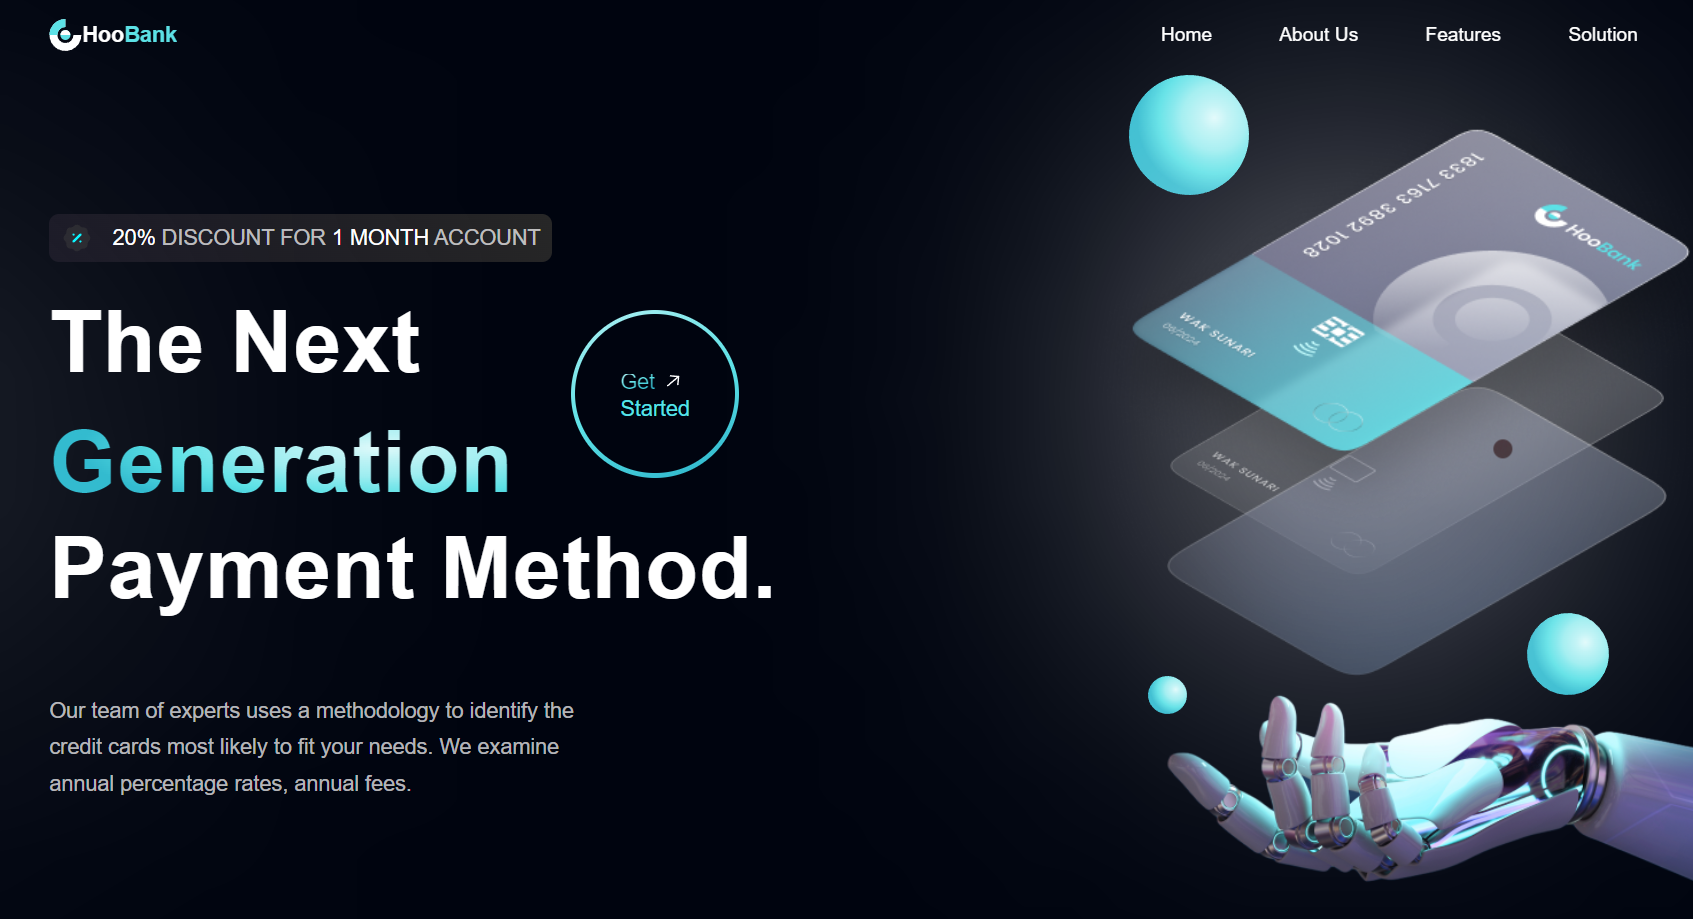 HooBank
Home
About Us
Features
Solution
20% DISCOUNT FOR 1 MONTH ACCOUNT
The Next
Generation
Payment Method.
Get
Started
Our team of experts uses a methodology to identify the
credit cards most likely to fit your needs. We examine
annual percentage rates, annual fees.
1833 7163 3892 1028
HooBank
WAK SUNARI
08/2024
WAK SUNARI
08/2024